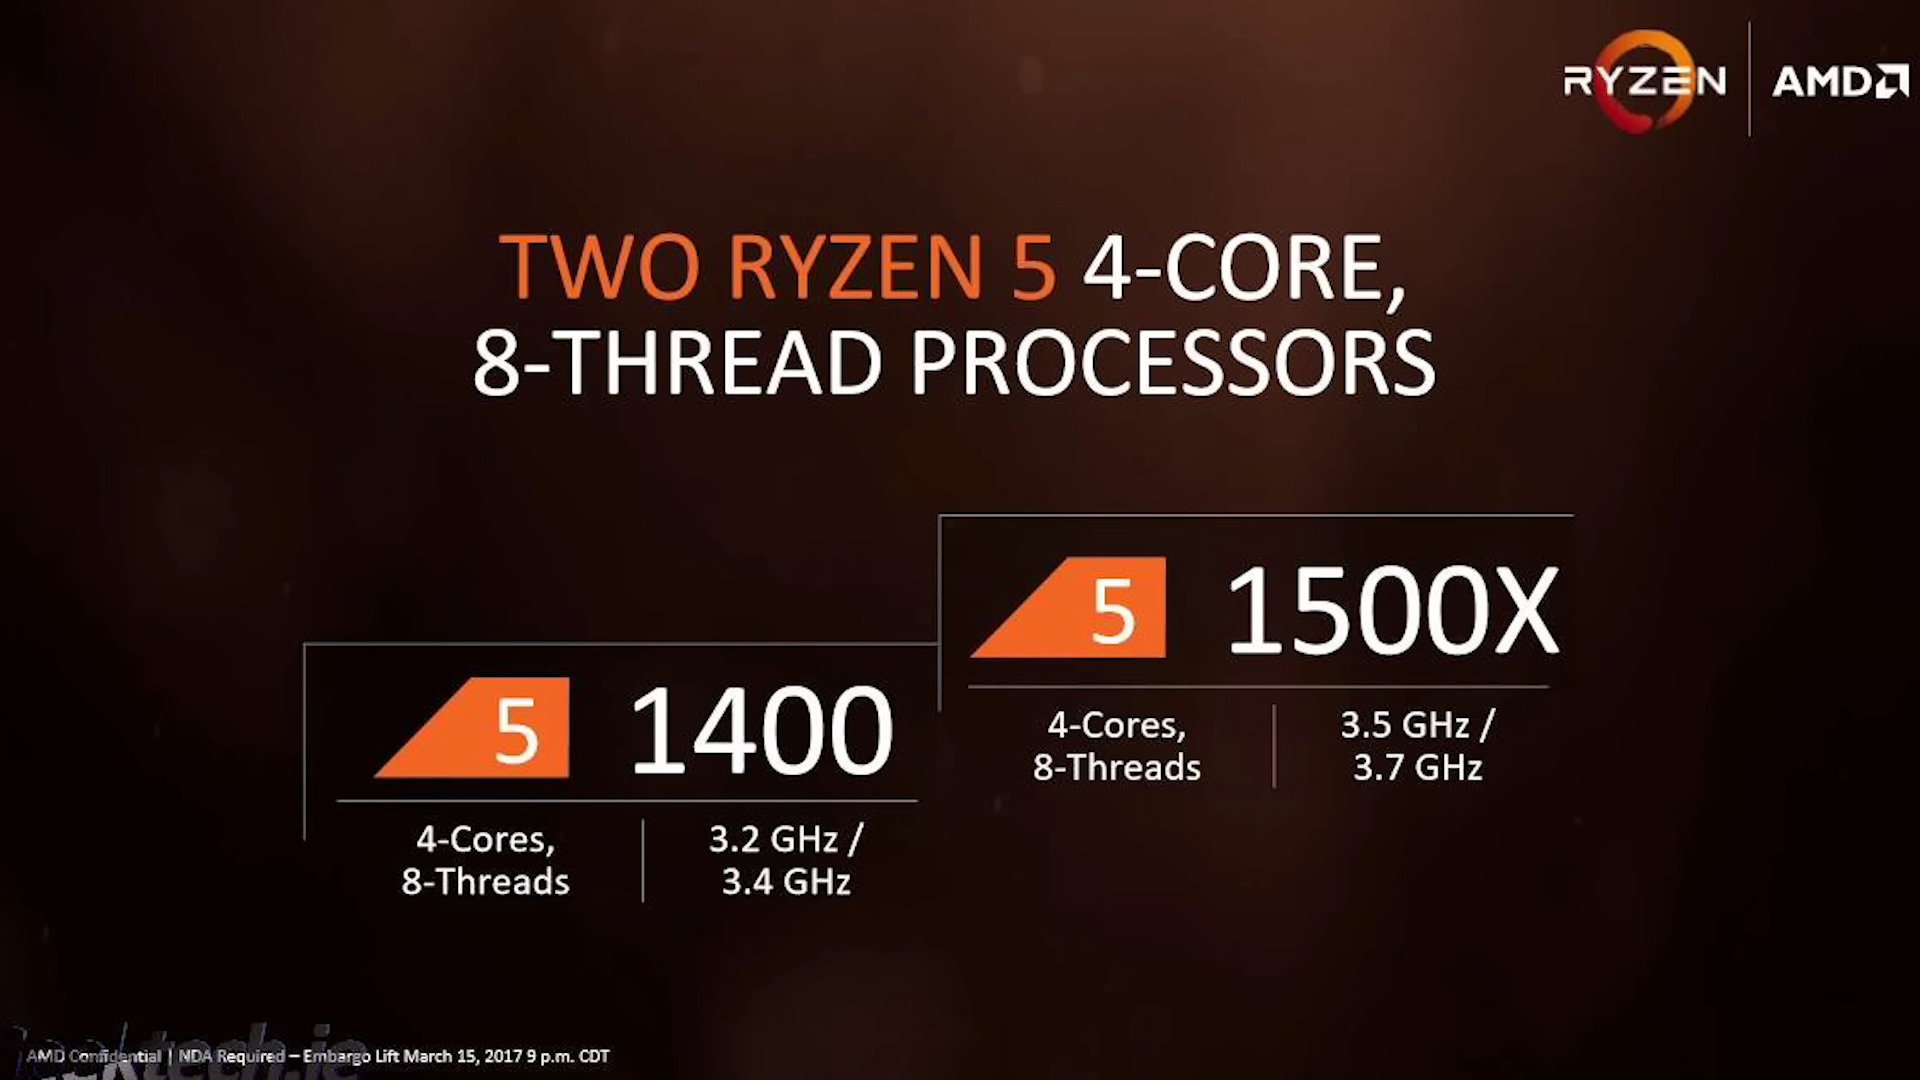 RYZEN
AMD
TWO RYZEN 5 4-CORE,
8-THREAD PROCESSORS
5 1500X
4-Cores,
8-Threads
3.5 GHz /
3.7 GHz
5 1400
4-Cores,
8-Threads
3.2 GHz /
3.4 GHz
AMD Confidential | NDA Required – Embargo Lift March 15, 2017 9 p.m. CDT